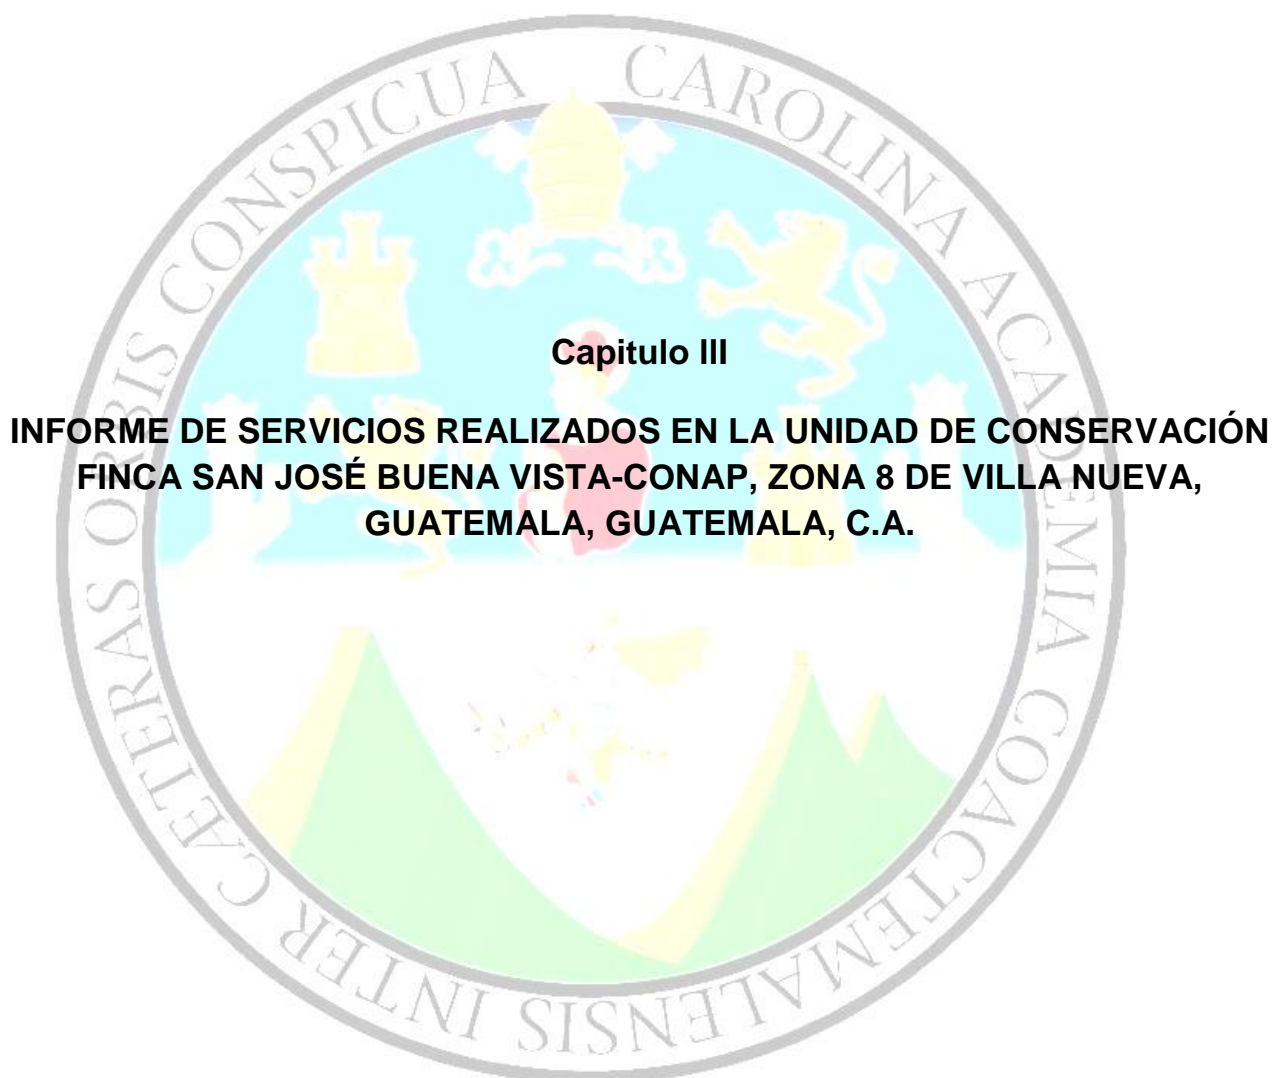 Capitulo III
INFORME DE SERVICIOS REALIZADOS EN LA UNIDAD DE CONSERVACIÓN
FINCA SAN JOSÉ BUENA VISTA-CONAP, ZONA 8 DE VILLA NUEVA,
GUATEMALA, GUATEMALA, C.A.
CAROLINA ACADEMIA COACTEMALENSIS INTER CÆTERAS ORBIS CONSPICUA